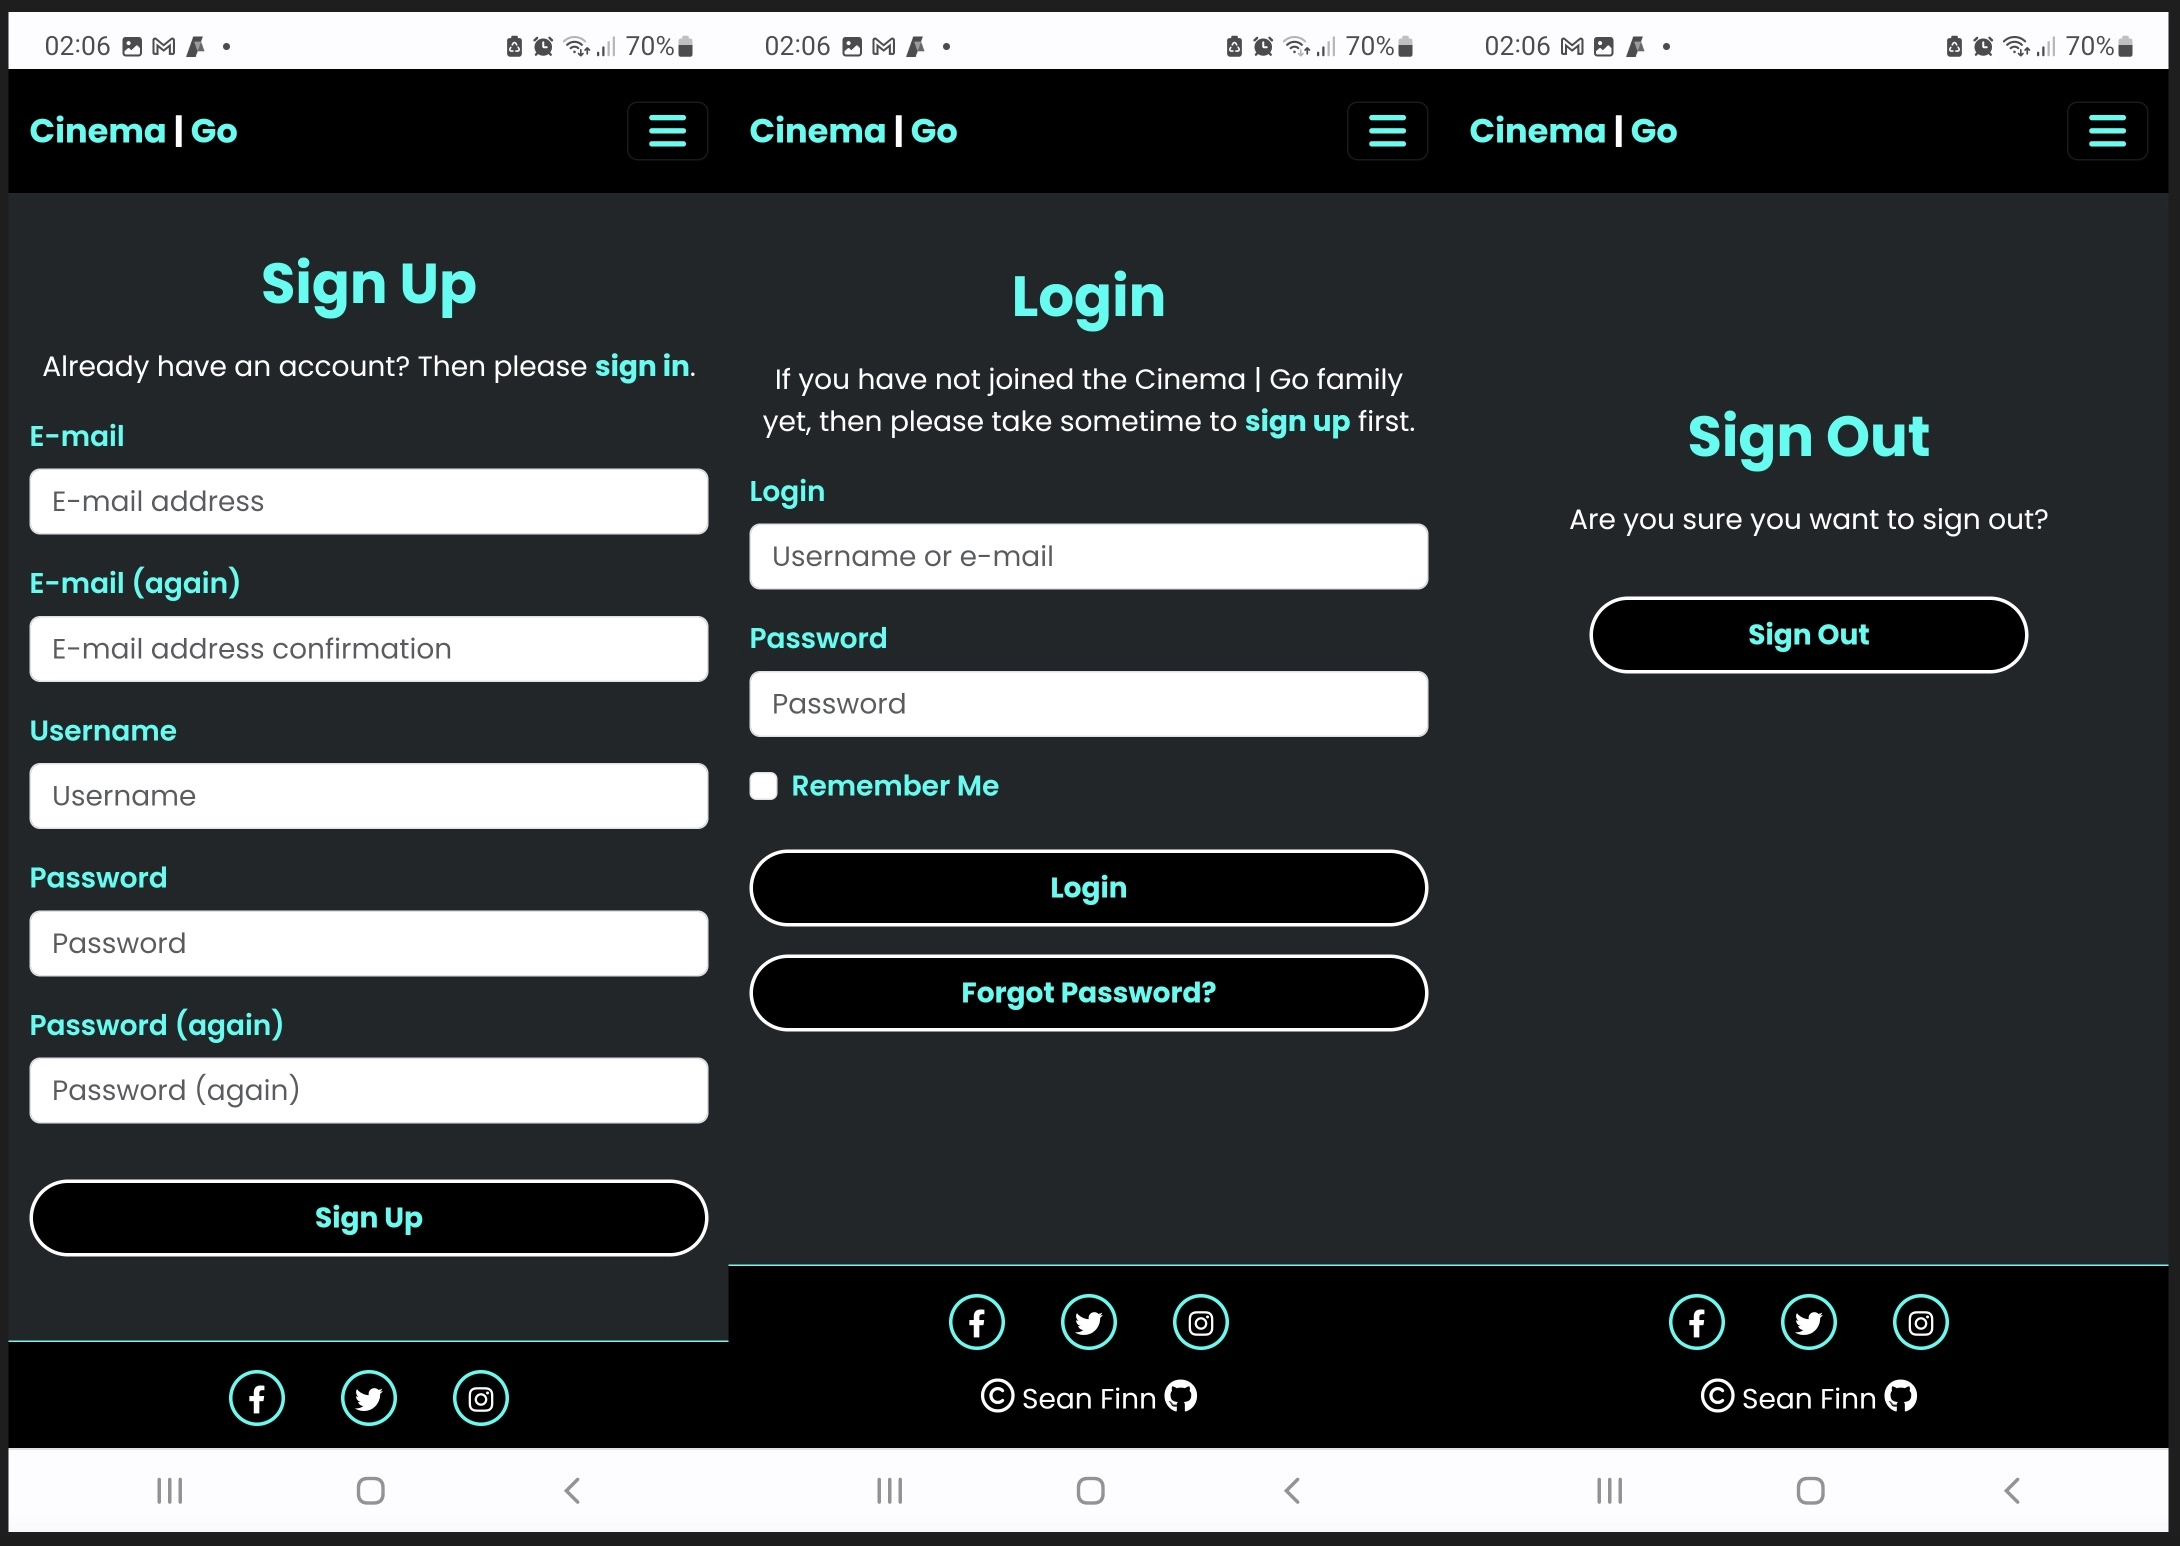 02:06
70%
Cinema | Go
Sign Up
Already have an account? Then please sign in.
E-mail
E-mail address
E-mail (again)
E-mail address confirmation
Username
Username
Password
Password
Password (again)
Password (again)
Sign Up
02:06
70%
Cinema | Go
Login
If you have not joined the Cinema | Go family
yet, then please take sometime to sign up first.
Login
Username or e-mail
Password
Password
Remember Me
Login
Forgot Password?
© Sean Finn
02:06
70%
Cinema | Go
Sign Out
Are you sure you want to sign out?
Sign Out
© Sean Finn